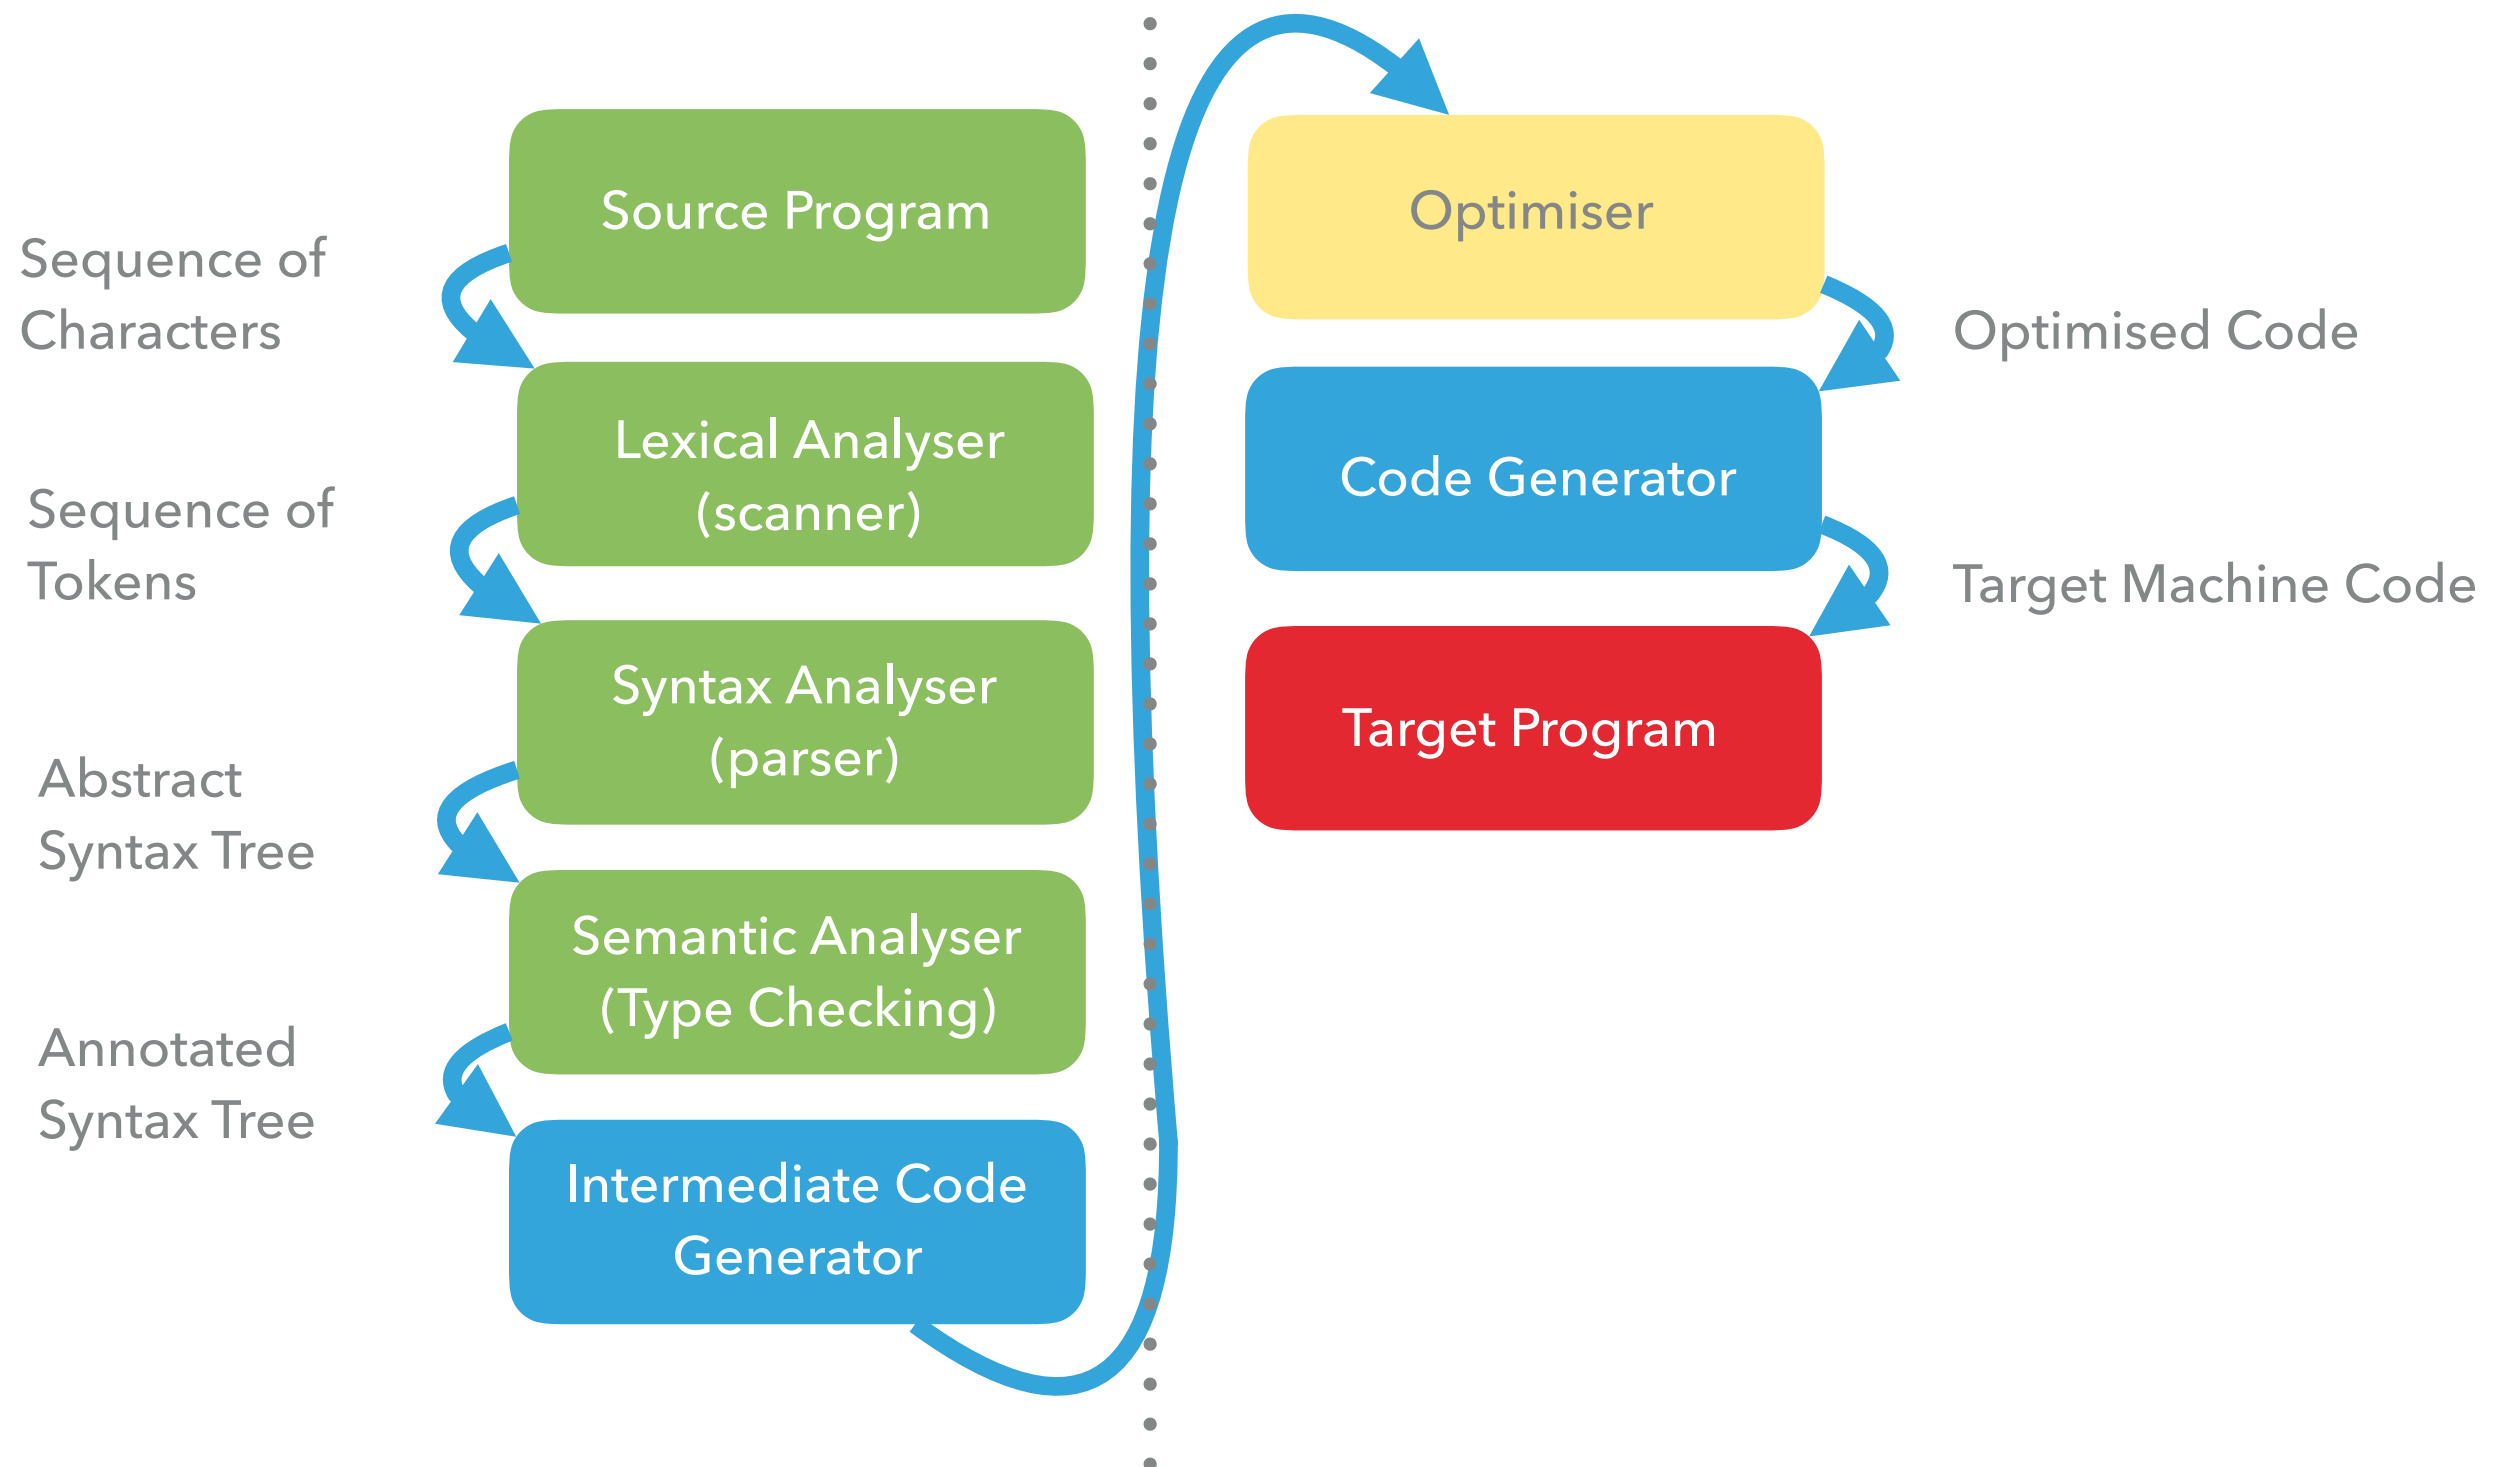 Source Program
Sequence of
Characters
Lexical Analyser
(scanner)
Sequence of
Tokens
Syntax Analyser
(parser)
Abstract
Syntax Tree
Semantic Analyser
(Type Checking)
Annotated
Syntax Tree
Intermediate Code
Generator
Optimiser
Optimised Code
Code Generator
Target Machine Code
Target Program